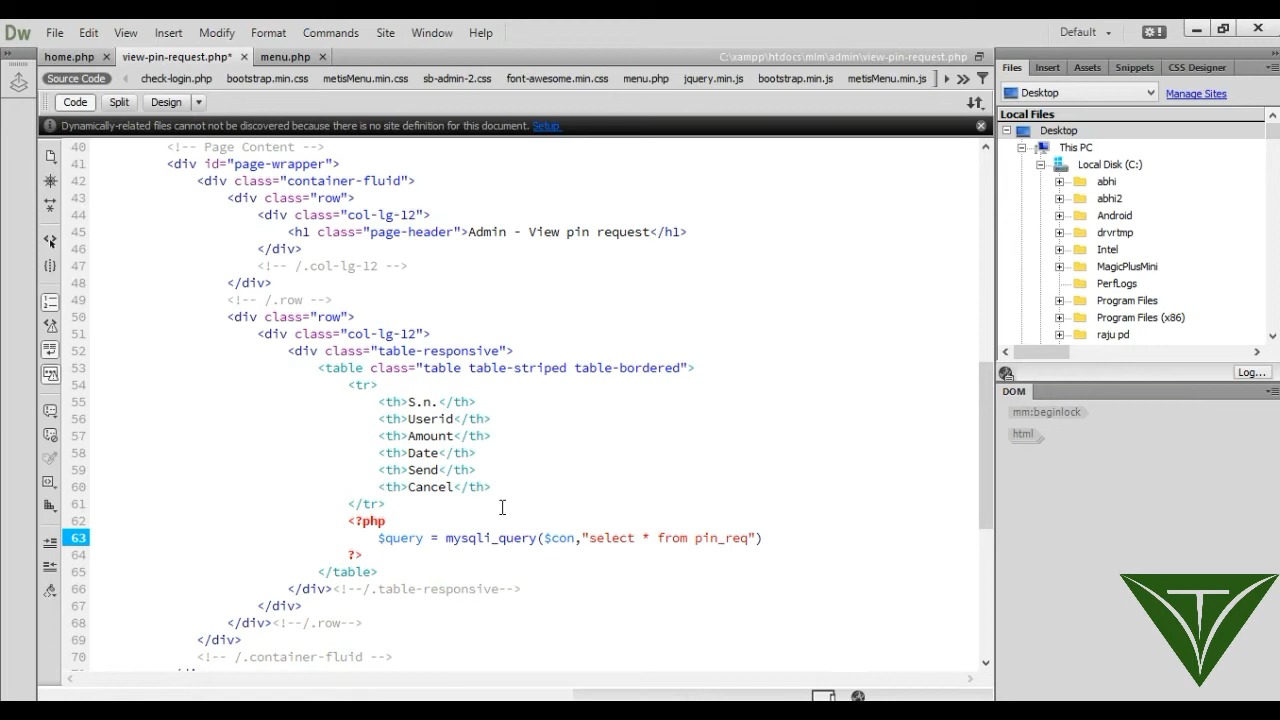 Dw File Edit View Insert Modify Format Commands Site Window Help Default
home.php view-pin-request.php* menu.php C:\xampp\htdocs\mlm\admin\view-pin-request.php
Source Code check-login.php bootstrap.min.css metisMenu.min.css sb-admin-2.css font-awesome.min.css menu.php jquery.min.js bootstrap.min.js metisMenu.min.js
Code Split Design
Dynamically-related files cannot not be discovered because there is no site definition for this document. Setup
40 <!-- Page Content -->
41 <div id="page-wrapper">
42 <div class="container-fluid">
43 <div class="row">
44 <div class="col-lg-12">
45 <h1 class="page-header">Admin - View pin request</h1>
46 </div>
47 <!-- /.col-lg-12 -->
48 </div>
49 <!-- /.row -->
50 <div class="row">
51 <div class="col-lg-12">
52 <div class="table-responsive">
53 <table class="table table-striped table-bordered">
54 <tr>
55 <th>S.n.</th>
56 <th>Userid</th>
57 <th>Amount</th>
58 <th>Date</th>
59 <th>Send</th>
60 <th>Cancel</th>
61 </tr>
62 <?php
63 $query = mysqli_query($con,"select * from pin_req")
64 ?>
65 </table>
66 </div><!--/.table-responsive-->
67 </div>
68 </div><!--/.row-->
69 </div>
70 <!-- /.container-fluid -->
Files Insert Assets Snippets CSS Designer
Desktop Manage Sites
Local Files
Desktop
This PC
Local Disk (C:)
abhi
abhi2
Android
drvrtmp
Intel
MagicPlusMini
PerfLogs
Program Files
Program Files (x86)
raju pd
Log...
DOM
mm:beginlock
html